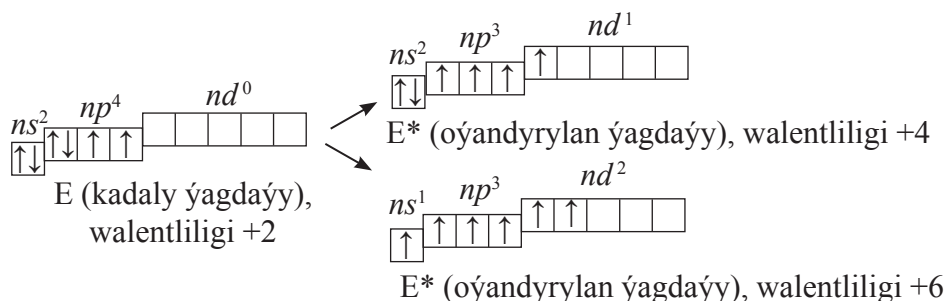 ns² np⁴ nd⁰
E (kadaly ýagdaýy),
walentliligi +2
ns² np³ nd¹
E* (oýandyrylan ýagdaýy), walentliligi +4
ns¹ np³ nd²
E* (oýandyrylan ýagdaýy), walentliligi +6